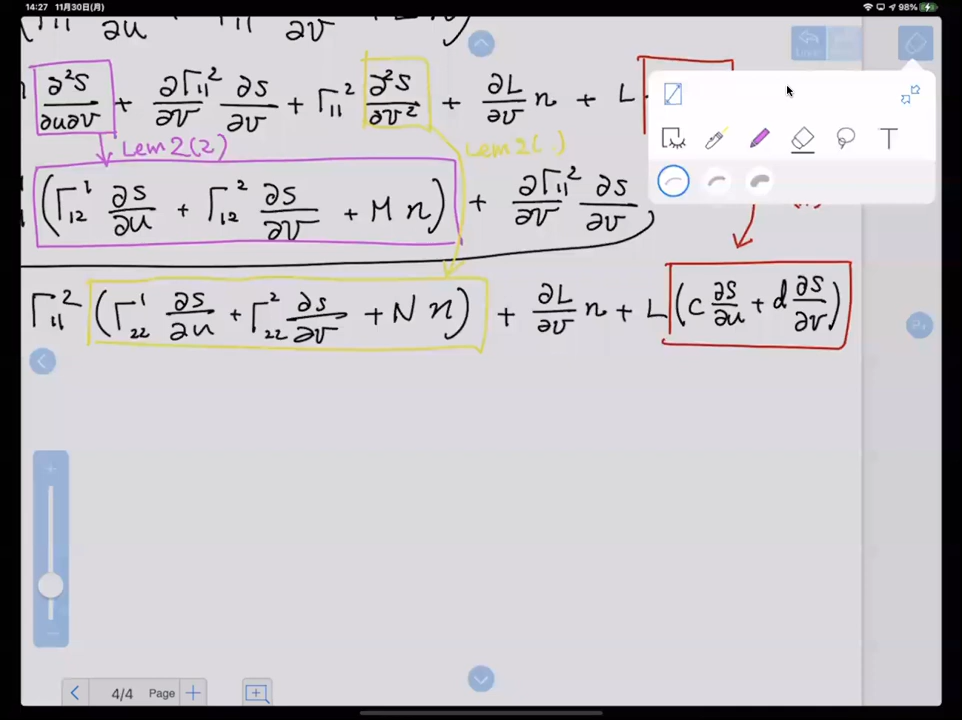 14:27 11月30日(木) 98%
∂u ∂v
∂²S/∂u∂v + ∂Γ₁₁²/∂v ∂S/∂v + Γ₁₁² ∂²S/∂v² + ∂L/∂v n + L
Lem 2(2) Lem 2(
(Γ₁₂¹ ∂S/∂u + Γ₁₂² ∂S/∂v + M n) + ∂Γ₁₁²/∂v ∂S/∂v
Γ₁₁² (Γ₂₂¹ ∂S/∂u + Γ₂₂² ∂S/∂v + N n) + ∂L/∂v n + L (c ∂S/∂u + d ∂S/∂v)
T
4/4 Page